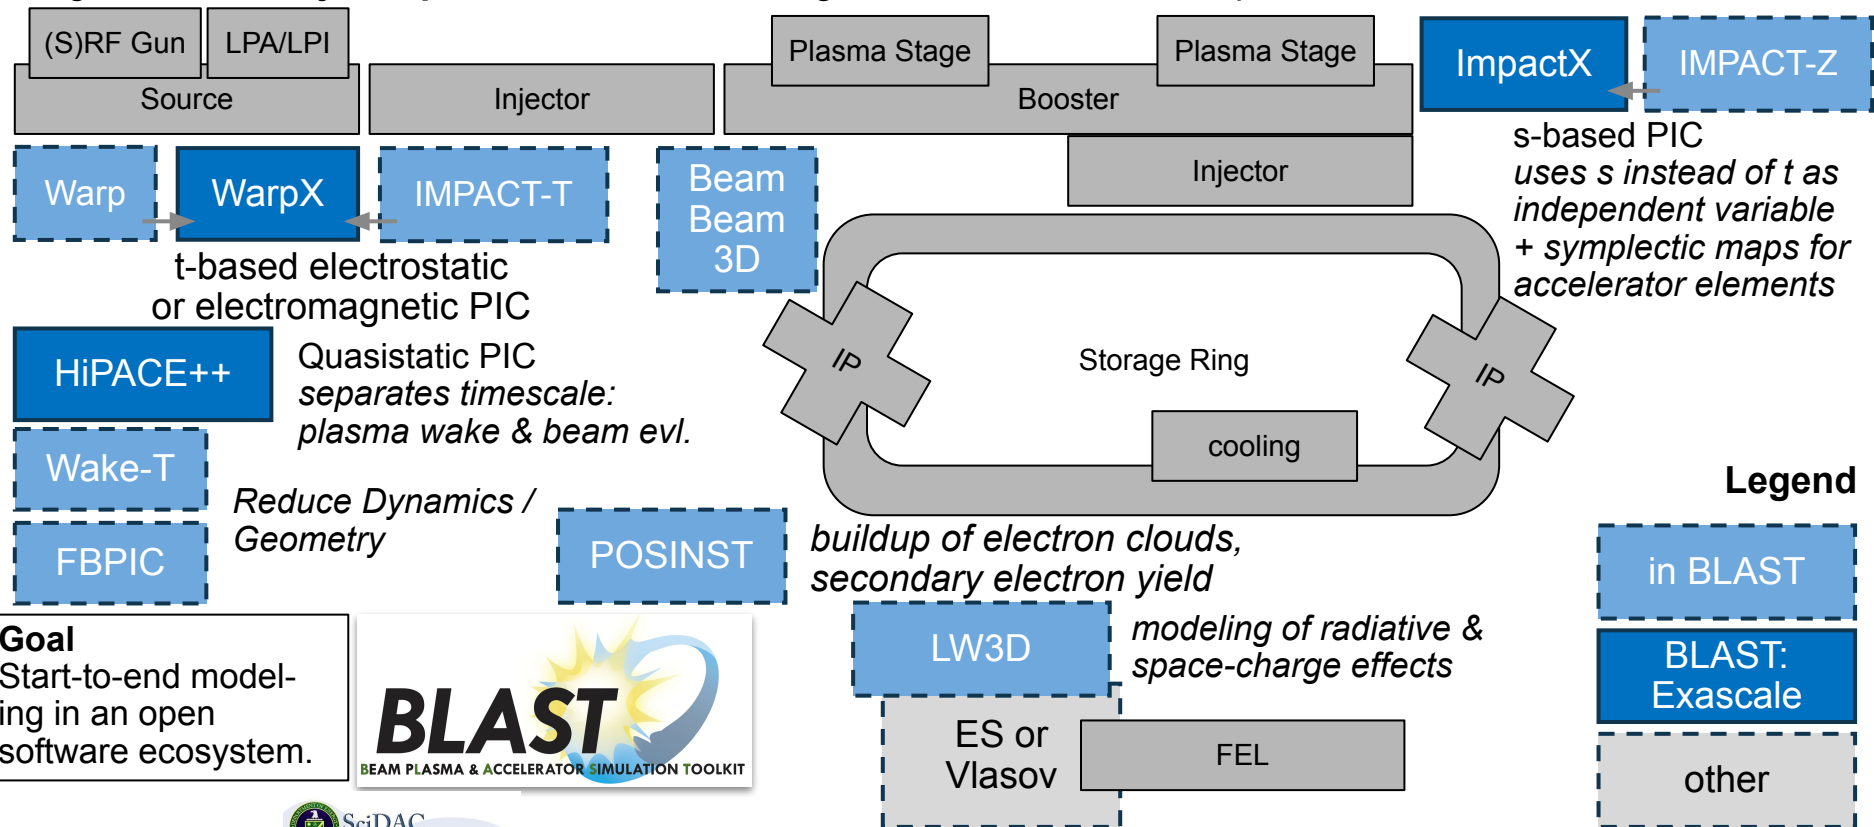 (S)RF Gun
LPA/LPI
Source
Injector
Plasma Stage
Plasma Stage
Booster
Injector
ImpactX
IMPACT-Z
s-based PIC
uses s instead of t as
independent variable
+ symplectic maps for
accelerator elements
Warp
WarpX
IMPACT-T
t-based electrostatic
or electromagnetic PIC
Beam
Beam
3D
HiPACE++
Quasistatic PIC
separates timescale:
plasma wake & beam evl.
Wake-T
FBPIC
Reduce Dynamics /
Geometry
IP
Storage Ring
IP
cooling
POSINST
buildup of electron clouds,
secondary electron yield
LW3D
modeling of radiative &
space-charge effects
ES or
Vlasov
FEL
Legend
in BLAST
BLAST:
Exascale
other
Goal
Start-to-end model-
ing in an open
software ecosystem.
BLAST
BEAM PLASMA & ACCELERATOR SIMULATION TOOLKIT
SciDAC